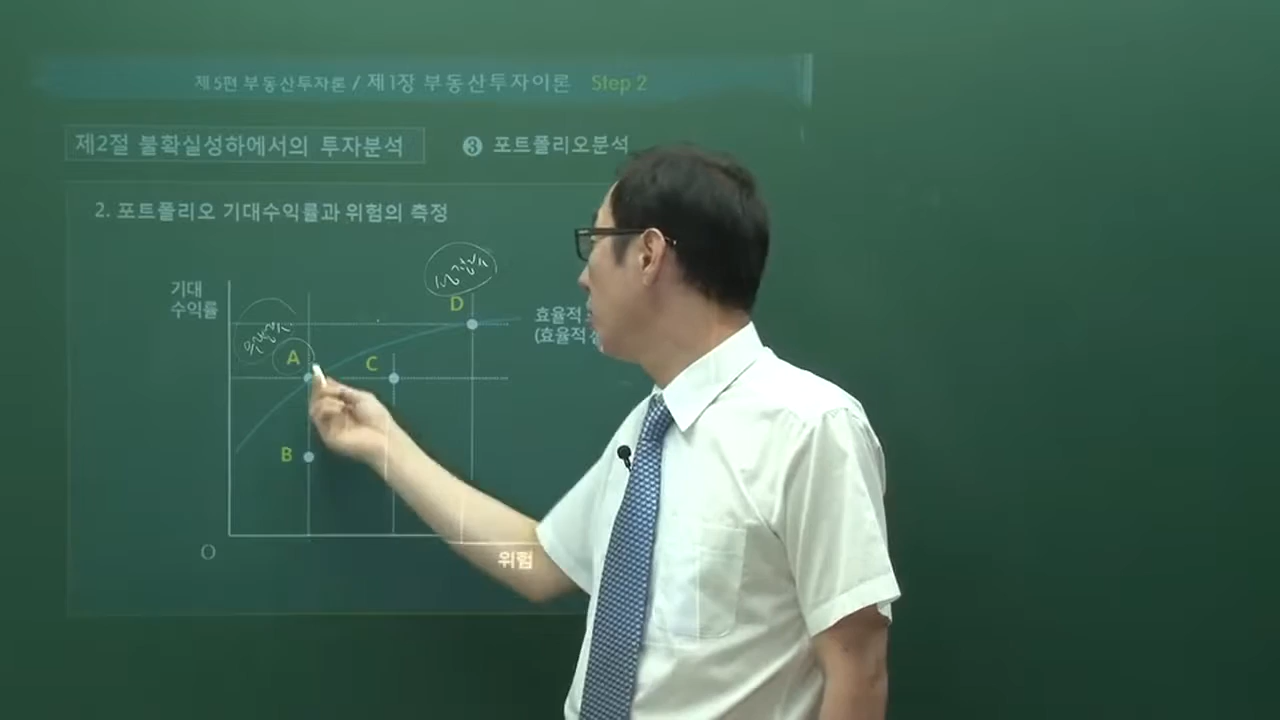 제5편 부동산투자론 / 제1장 부동산투자이론 Step 2
제2절 불확실성하에서의 투자분석
❸ 포트폴리오분석
2. 포트폴리오 기대수익률과 위험의 측정
기대
수익률
D
효율적
(효율적
A
C
B
O
위험